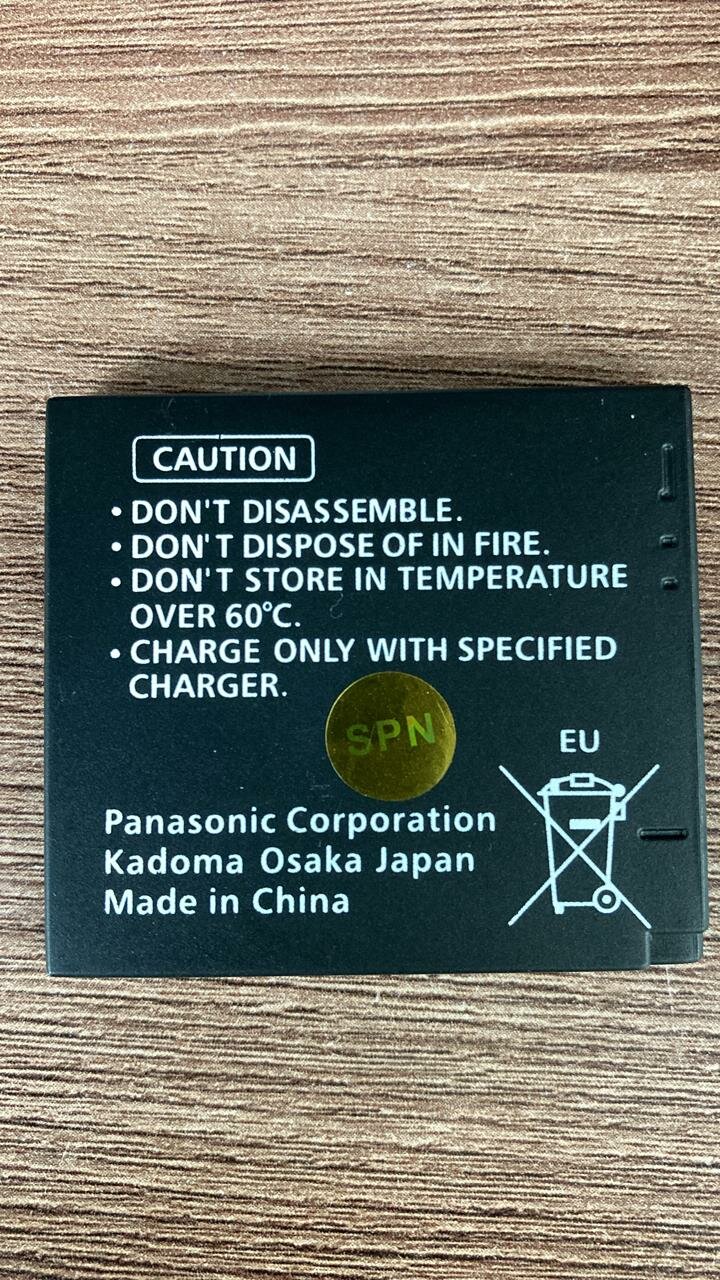 CAUTION
• DON'T DISASSEMBLE.
• DON'T DISPOSE OF IN FIRE.
• DON'T STORE IN TEMPERATURE
OVER 60°C.
• CHARGE ONLY WITH SPECIFIED
CHARGER.
SPN
EU
Panasonic Corporation
Kadoma Osaka Japan
Made in China